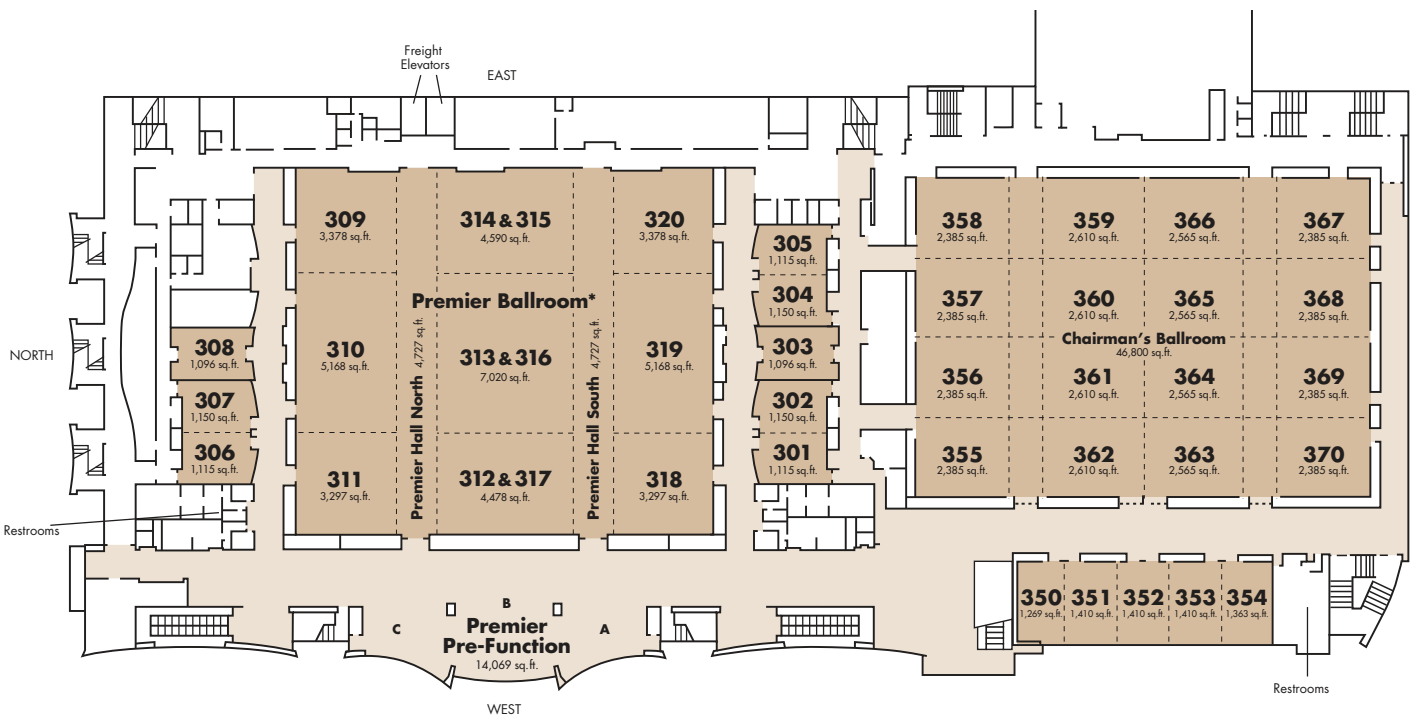 Freight
Elevators
EAST
309
3,378 sq.ft.
314 & 315
4,590 sq.ft.
320
3,378 sq.ft.
305
1,115 sq.ft.
358
2,385 sq.ft.
359
2,610 sq.ft.
366
2,565 sq.ft.
367
2,385 sq.ft.
Premier Ballroom*
304
1,150 sq.ft.
357
2,385 sq.ft.
360
2,610 sq.ft.
365
2,565 sq.ft.
368
2,385 sq.ft.
Chairman's Ballroom
46,800 sq.ft.
NORTH
308
1,096 sq.ft.
310
5,168 sq.ft.
Premier Hall North 4,727 sq.ft.
313 & 316
7,020 sq.ft.
Premier Hall South 4,727 sq.ft.
319
5,168 sq.ft.
303
1,096 sq.ft.
356
2,385 sq.ft.
361
2,610 sq.ft.
364
2,565 sq.ft.
369
2,385 sq.ft.
307
1,150 sq.ft.
302
1,150 sq.ft.
306
1,115 sq.ft.
311
3,297 sq.ft.
312 & 317
4,478 sq.ft.
318
3,297 sq.ft.
301
1,115 sq.ft.
355
2,385 sq.ft.
362
2,610 sq.ft.
363
2,565 sq.ft.
370
2,385 sq.ft.
Restrooms
350
1,269 sq.ft.
351
1,410 sq.ft.
352
1,410 sq.ft.
353
1,410 sq.ft.
354
1,363 sq.ft.
B
C
A
Premier
Pre-Function
14,069 sq.ft.
Restrooms
WEST